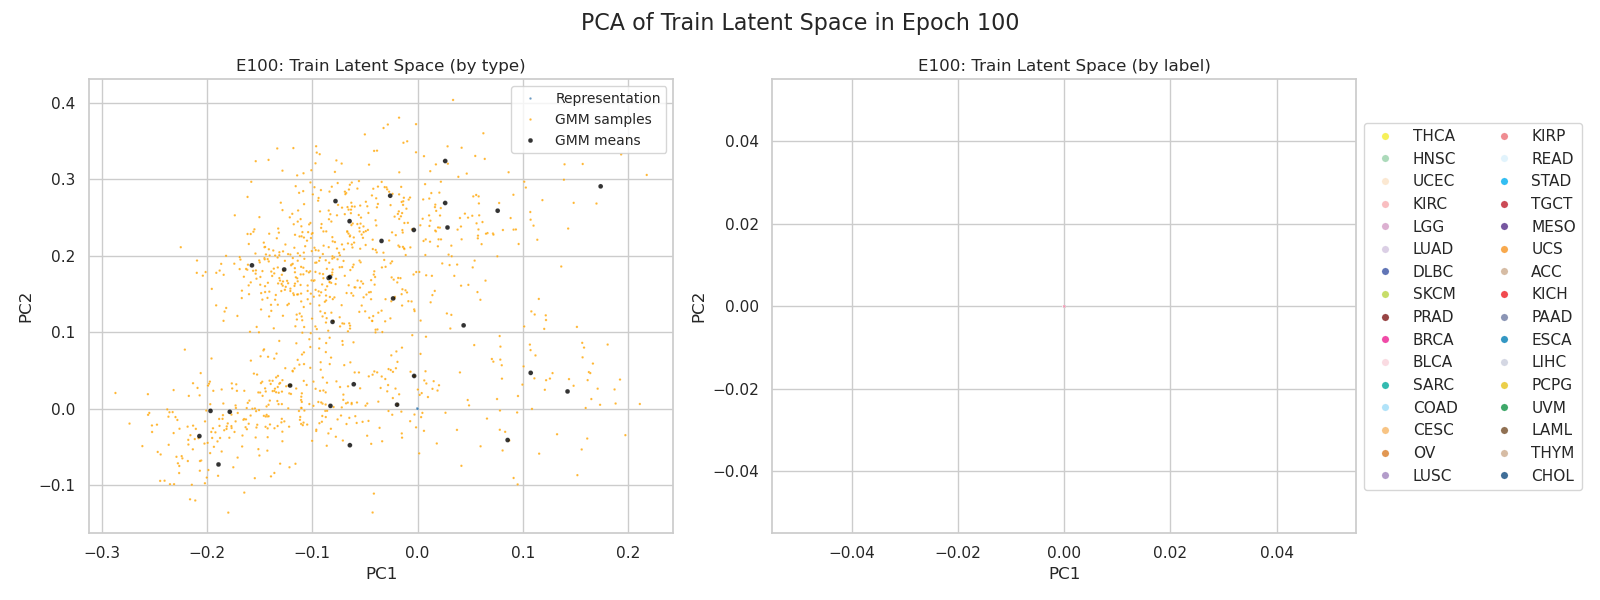 PCA of Train Latent Space in Epoch 100
E100: Train Latent Space (by type)
Representation
GMM samples
GMM means
0.4
0.3
0.2
0.1
0.0
−0.1
PC2
−0.3
−0.2
−0.1
0.0
0.1
0.2
PC1
E100: Train Latent Space (by label)
0.04
0.02
0.00
−0.02
−0.04
PC2
−0.04
−0.02
0.00
0.02
0.04
PC1
THCA
HNSC
UCEC
KIRC
LGG
LUAD
DLBC
SKCM
PRAD
BRCA
BLCA
SARC
COAD
CESC
OV
LUSC
KIRP
READ
STAD
TGCT
MESO
UCS
ACC
KICH
PAAD
ESCA
LIHC
PCPG
UVM
LAML
THYM
CHOL